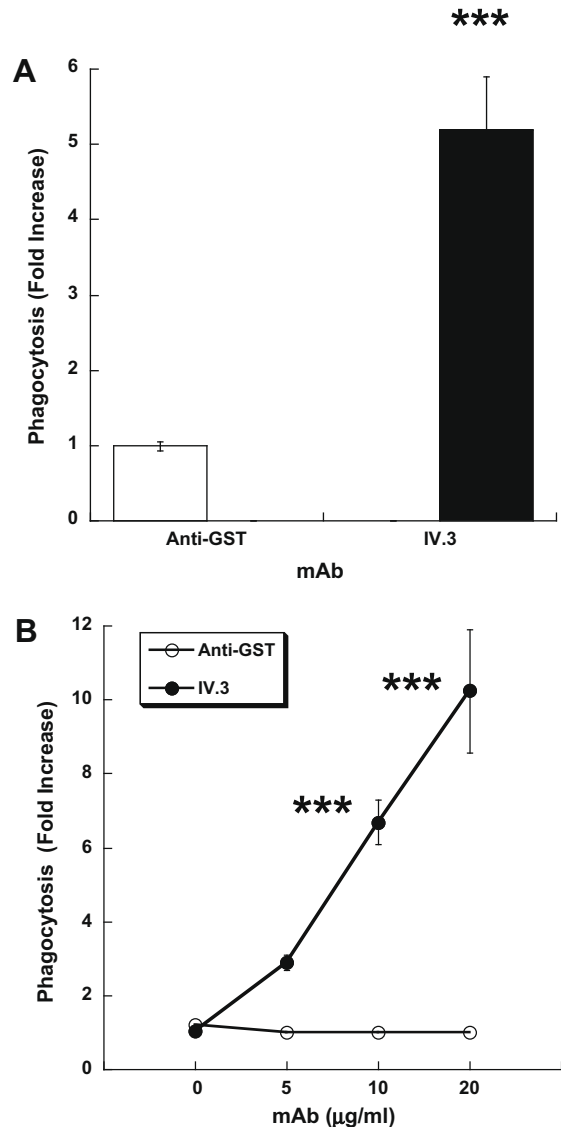 A
***
6
5
4
3
2
1
0
Phagocytosis (Fold Increase)
Anti-GST
IV.3
mAb
B
Anti-GST
IV.3
***
***
12
10
8
6
4
2
0
Phagocytosis (Fold Increase)
0
5
10
20
mAb (μg/ml)